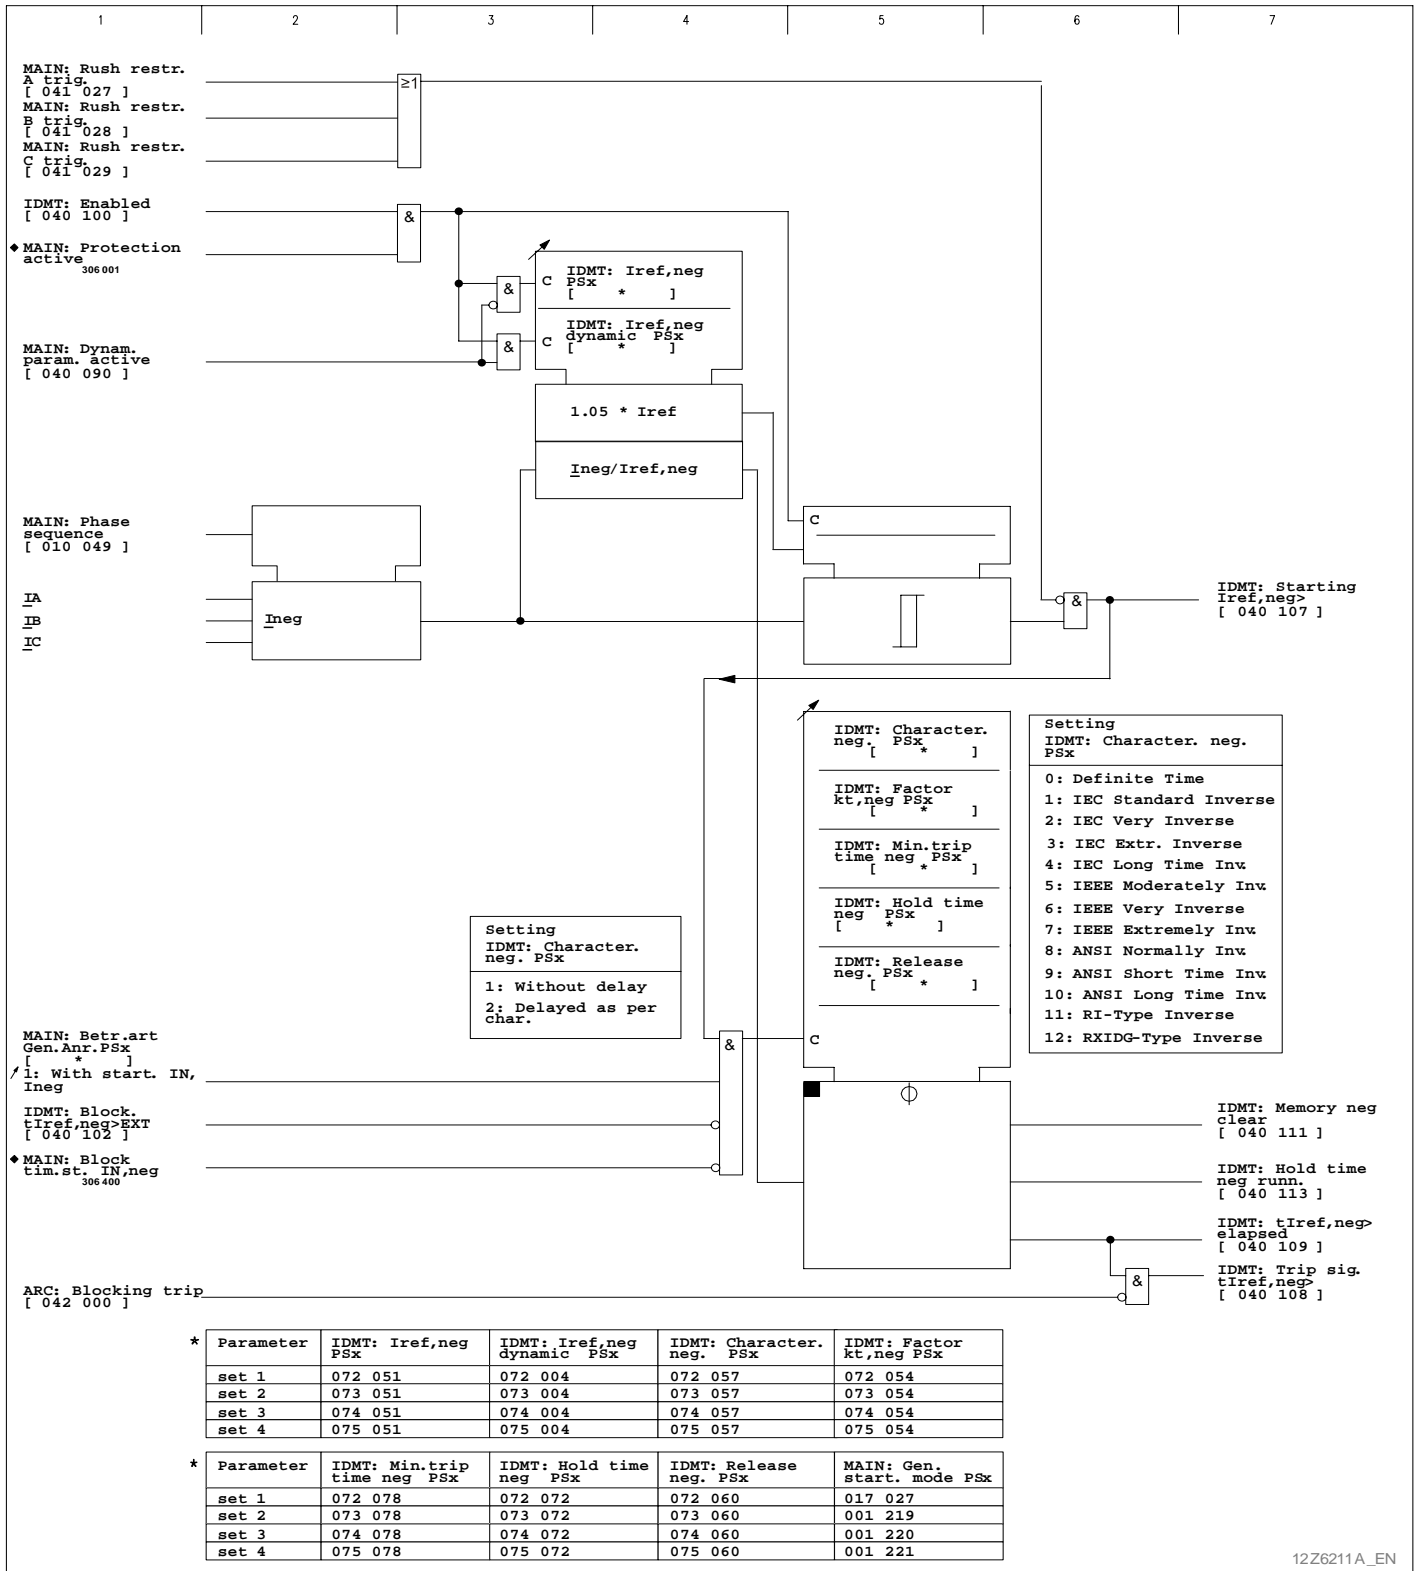 1 2 3 4 5 6 7
MAIN: Rush restr.
A trig.
[ 041 027 ]
MAIN: Rush restr.
B trig.
[ 041 028 ]
MAIN: Rush restr.
C trig.
[ 041 029 ]
≥1
IDMT: Enabled
[ 040 100 ]
&
MAIN: Protection
active
306 001
MAIN: Dynam.
param. active
[ 040 090 ]
&
&
C IDMT: Iref,neg
PSx
[ * ]
C IDMT: Iref,neg
dynamic PSx
[ * ]
1.05 * Iref
Ineg/Iref,neg
MAIN: Phase
sequence
[ 010 049 ]
IA
IB
IC
Ineg
C
&
IDMT: Starting
Iref,neg>
[ 040 107 ]
IDMT: Character.
neg. PSx
[ * ]
IDMT: Factor
kt,neg PSx
[ * ]
IDMT: Min.trip
time neg PSx
[ * ]
IDMT: Hold time
neg PSx
[ * ]
IDMT: Release
neg. PSx
[ * ]
C
Setting
IDMT: Character. neg.
PSx
0: Definite Time
1: IEC Standard Inverse
2: IEC Very Inverse
3: IEC Extr. Inverse
4: IEC Long Time Inv.
5: IEEE Moderately Inv.
6: IEEE Very Inverse
7: IEEE Extremely Inv.
8: ANSI Normally Inv.
9: ANSI Short Time Inv.
10: ANSI Long Time Inv.
11: RI-Type Inverse
12: RXIDG-Type Inverse
Setting
IDMT: Character.
neg. PSx
1: Without delay
2: Delayed as per
char.
MAIN: Betr.art
Gen.Anr.PSx
[ * ]
1: With start. IN,
Ineg
IDMT: Block.
tIref,neg>EXT
[ 040 102 ]
MAIN: Block
tim.st. IN,neg
306 400
&
IDMT: Memory neg
clear
[ 040 111 ]
IDMT: Hold time
neg runn.
[ 040 113 ]
IDMT: tIref,neg>
elapsed
[ 040 109 ]
ARC: Blocking trip
[ 042 000 ]
&
IDMT: Trip sig.
tIref,neg>
[ 040 108 ]
* Parameter IDMT: Iref,neg PSx IDMT: Iref,neg dynamic PSx IDMT: Character. neg. PSx IDMT: Factor kt,neg PSx
set 1 072 051 072 004 072 057 072 054
set 2 073 051 073 004 073 057 073 054
set 3 074 051 074 004 074 057 074 054
set 4 075 051 075 004 075 057 075 054
* Parameter IDMT: Min.trip time neg PSx IDMT: Hold time neg PSx IDMT: Release neg. PSx MAIN: Gen. start. mode PSx
set 1 072 078 072 072 072 060 017 027
set 2 073 078 073 072 073 060 001 219
set 3 074 078 074 072 074 060 001 220
set 4 075 078 075 072 075 060 001 221
12Z6211A_EN